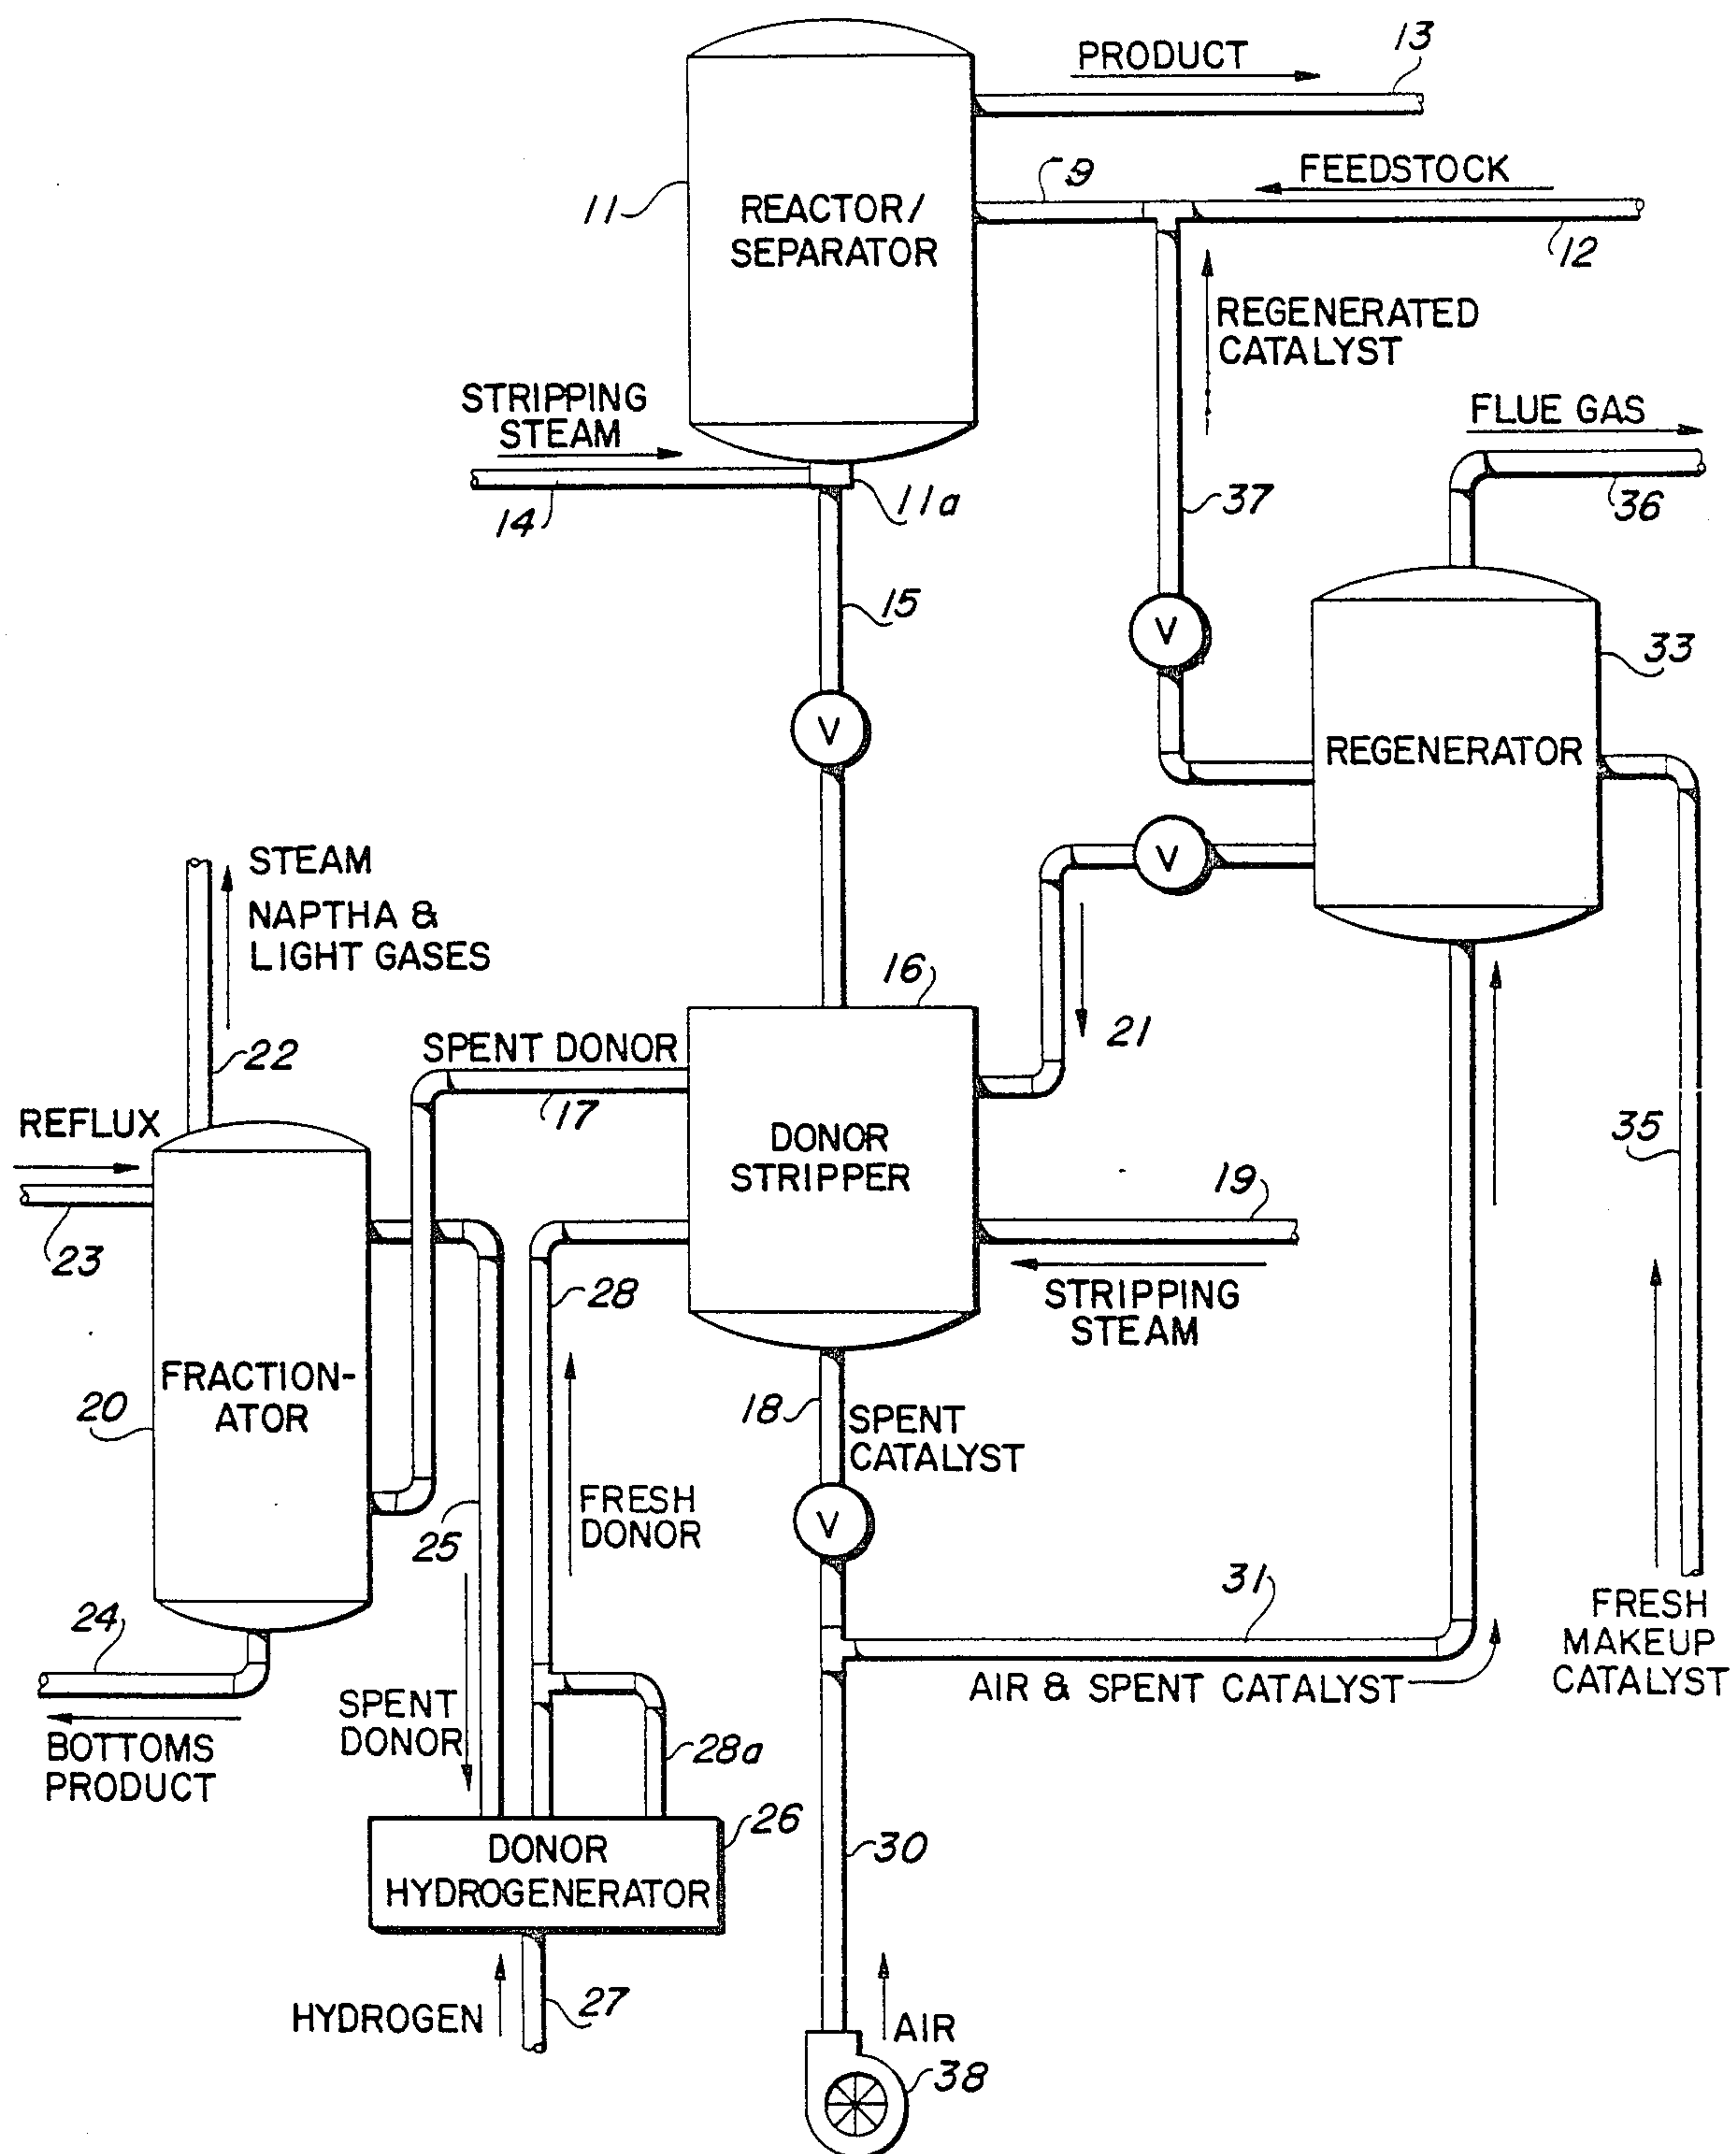 PRODUCT
13
9
FEEDSTOCK
11
REACTOR/
SEPARATOR
12
REGENERATED
CATALYST
STRIPPING
STEAM
FLUE GAS
14
11a
37
36
15
V
33
V
REGENERATOR
STEAM
NAPTHA &
LIGHT GASES
V
16
21
22
SPENT DONOR
17
REFLUX
DONOR
STRIPPER
35
19
23
28
STRIPPING
STEAM
FRACTION-
ATOR
20
18
SPENT
CATALYST
FRESH
DONOR
25
V
31
24
FRESH
MAKEUP
CATALYST
AIR & SPENT CATALYST
SPENT
DONOR
BOTTOMS
PRODUCT
28a
26
DONOR
HYDROGENERATOR
30
HYDROGEN
27
AIR
38